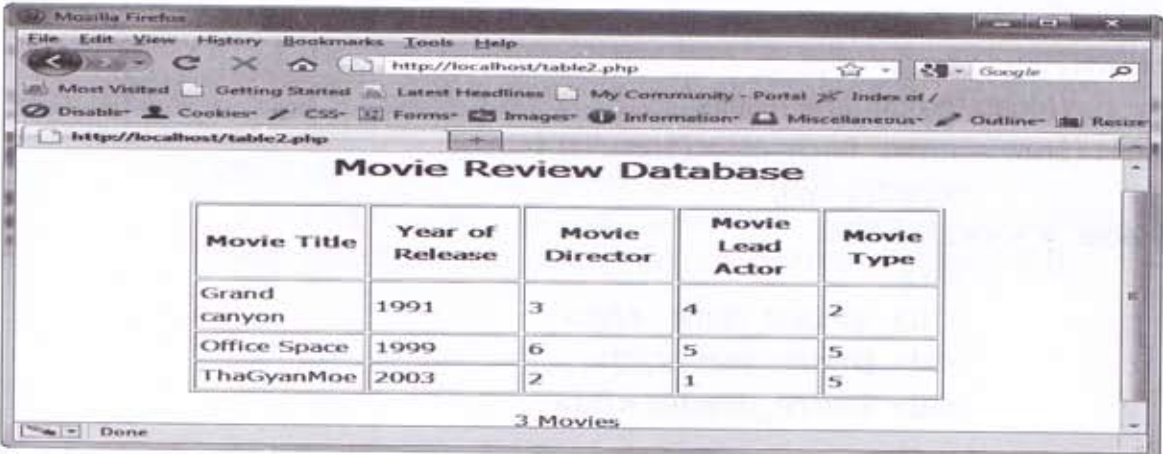 Mozilla Firefox
File Edit View History Bookmarks Tools Help
http://localhost/table2.php
Google
Most Visited Getting Started Latest Headlines My Community - Portal Index of /
Disable Cookies CSS Forms Images Information Miscellaneous Outline Resize
http://localhost/table2.php
Movie Review Database
Movie Title Year of Release Movie Director Movie Lead Actor Movie Type
Grand canyon 1991 3 4 2
Office Space 1999 6 5 5
ThaGyanMoe 2003 2 1 5
3 Movies
Done